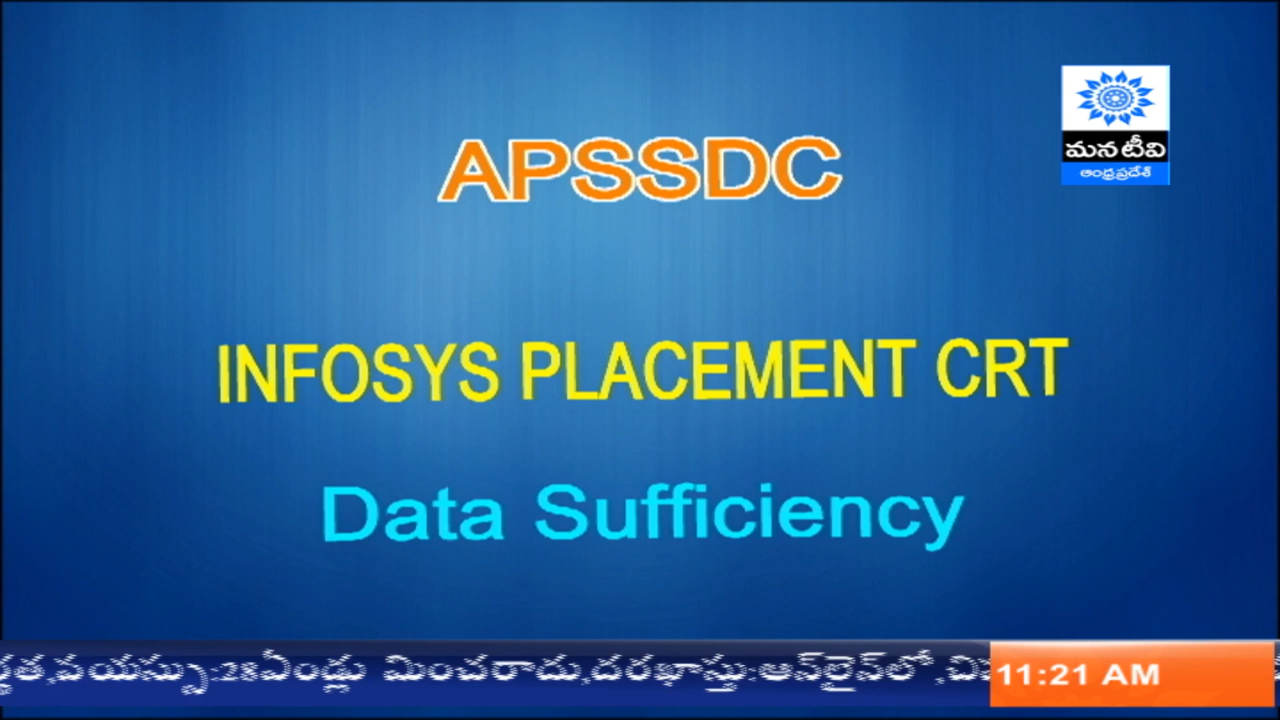 APSSDC
మన టీవి
ఆంధ్రప్రదేశ్
INFOSYS PLACEMENT CRT
Data Sufficiency
వయస్సు:28ఏండ్లు మించరాదు,దరఖాస్తు:ఆన్‌లైన్‌లో
11:21 AM